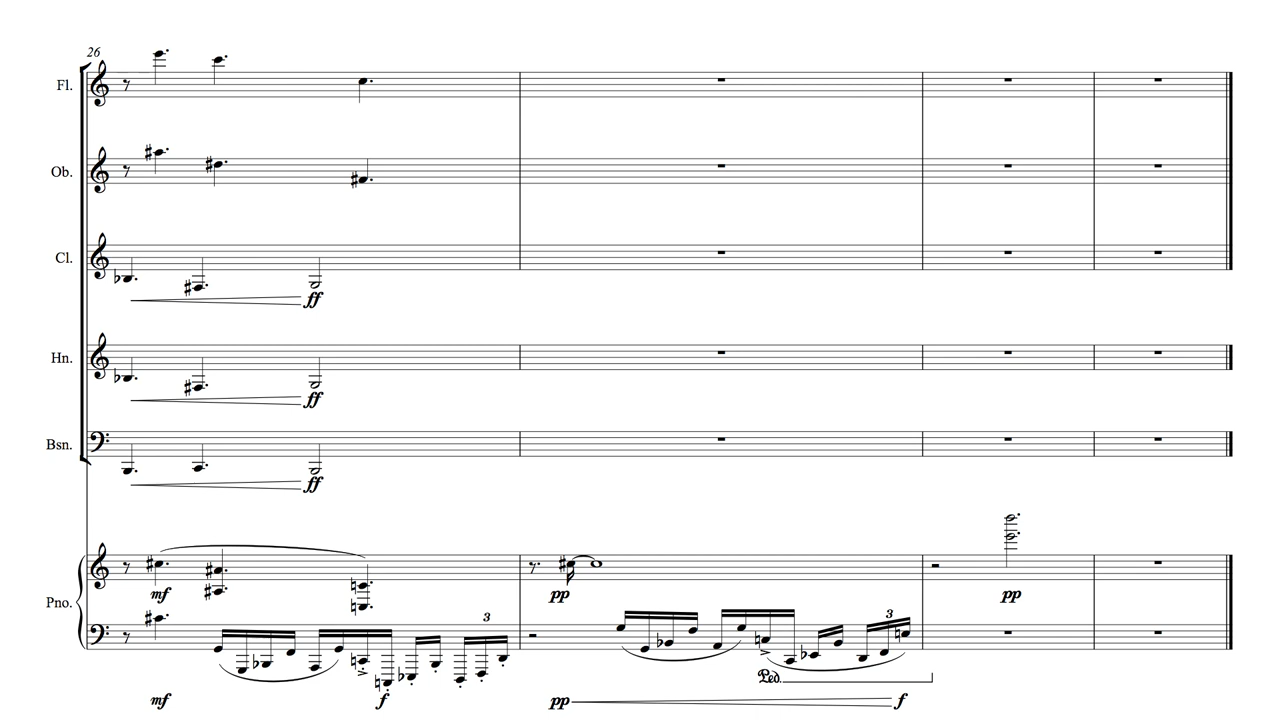 26
Fl.
Ob.
Cl.
ff
Hn.
ff
Bsn.
ff
Pno.
mf
pp
pp
3
3
Ped.
mf f pp f